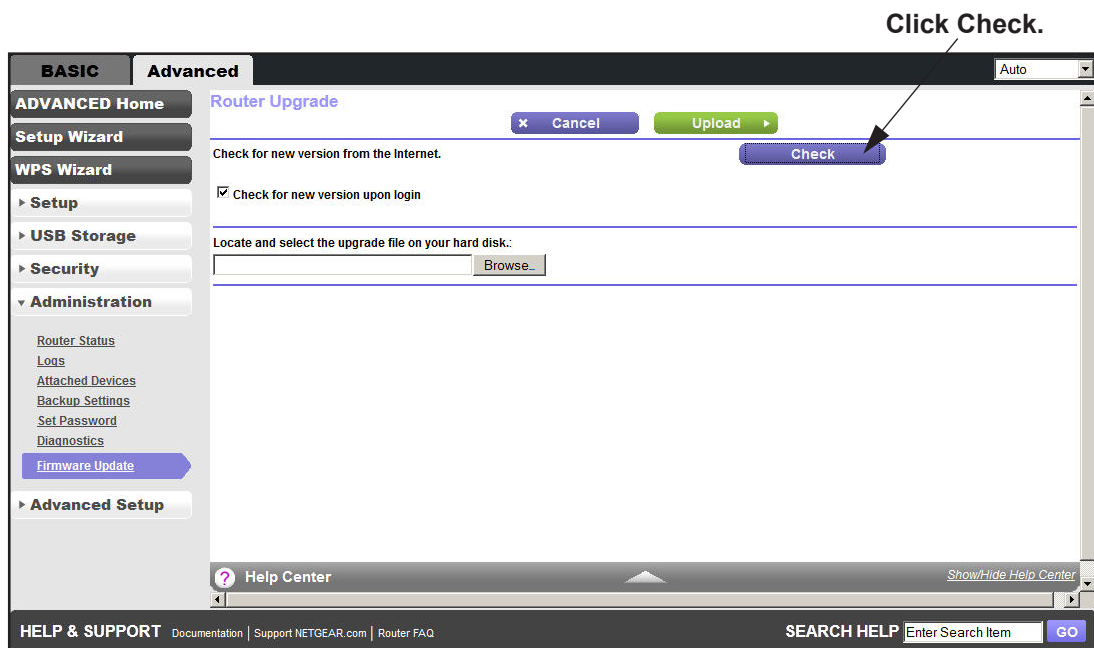 Click Check.
BASIC
Advanced
Auto
ADVANCED Home
Setup Wizard
WPS Wizard
Setup
USB Storage
Security
Administration
Router Status
Logs
Attached Devices
Backup Settings
Set Password
Diagnostics
Firmware Update
Advanced Setup
Router Upgrade
Cancel
Upload
Check for new version from the Internet.
Check
Check for new version upon login
Locate and select the upgrade file on your hard disk.:
Browse...
Help Center
Show/Hide Help Center
HELP & SUPPORT Documentation | Support NETGEAR.com | Router FAQ
SEARCH HELP Enter Search Item GO